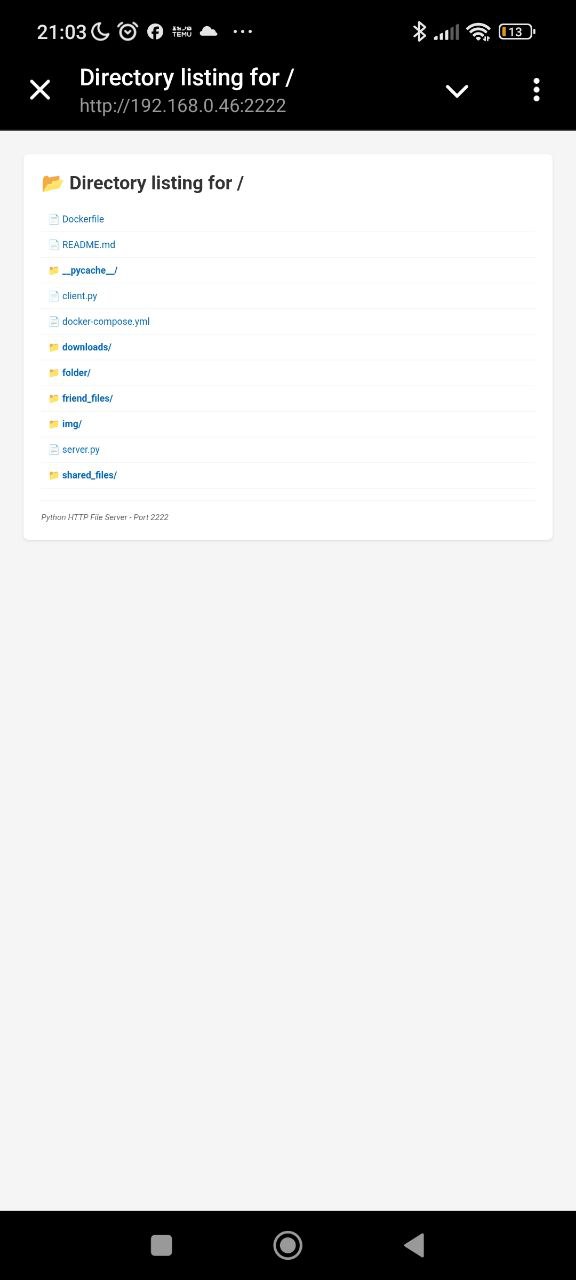 21:03
TEMU
13
Directory listing for /
http://192.168.0.46:2222
Directory listing for /
Dockerfile
README.md
__pycache__/
client.py
docker-compose.yml
downloads/
folder/
friend_files/
img/
server.py
shared_files/
Python HTTP File Server - Port 2222